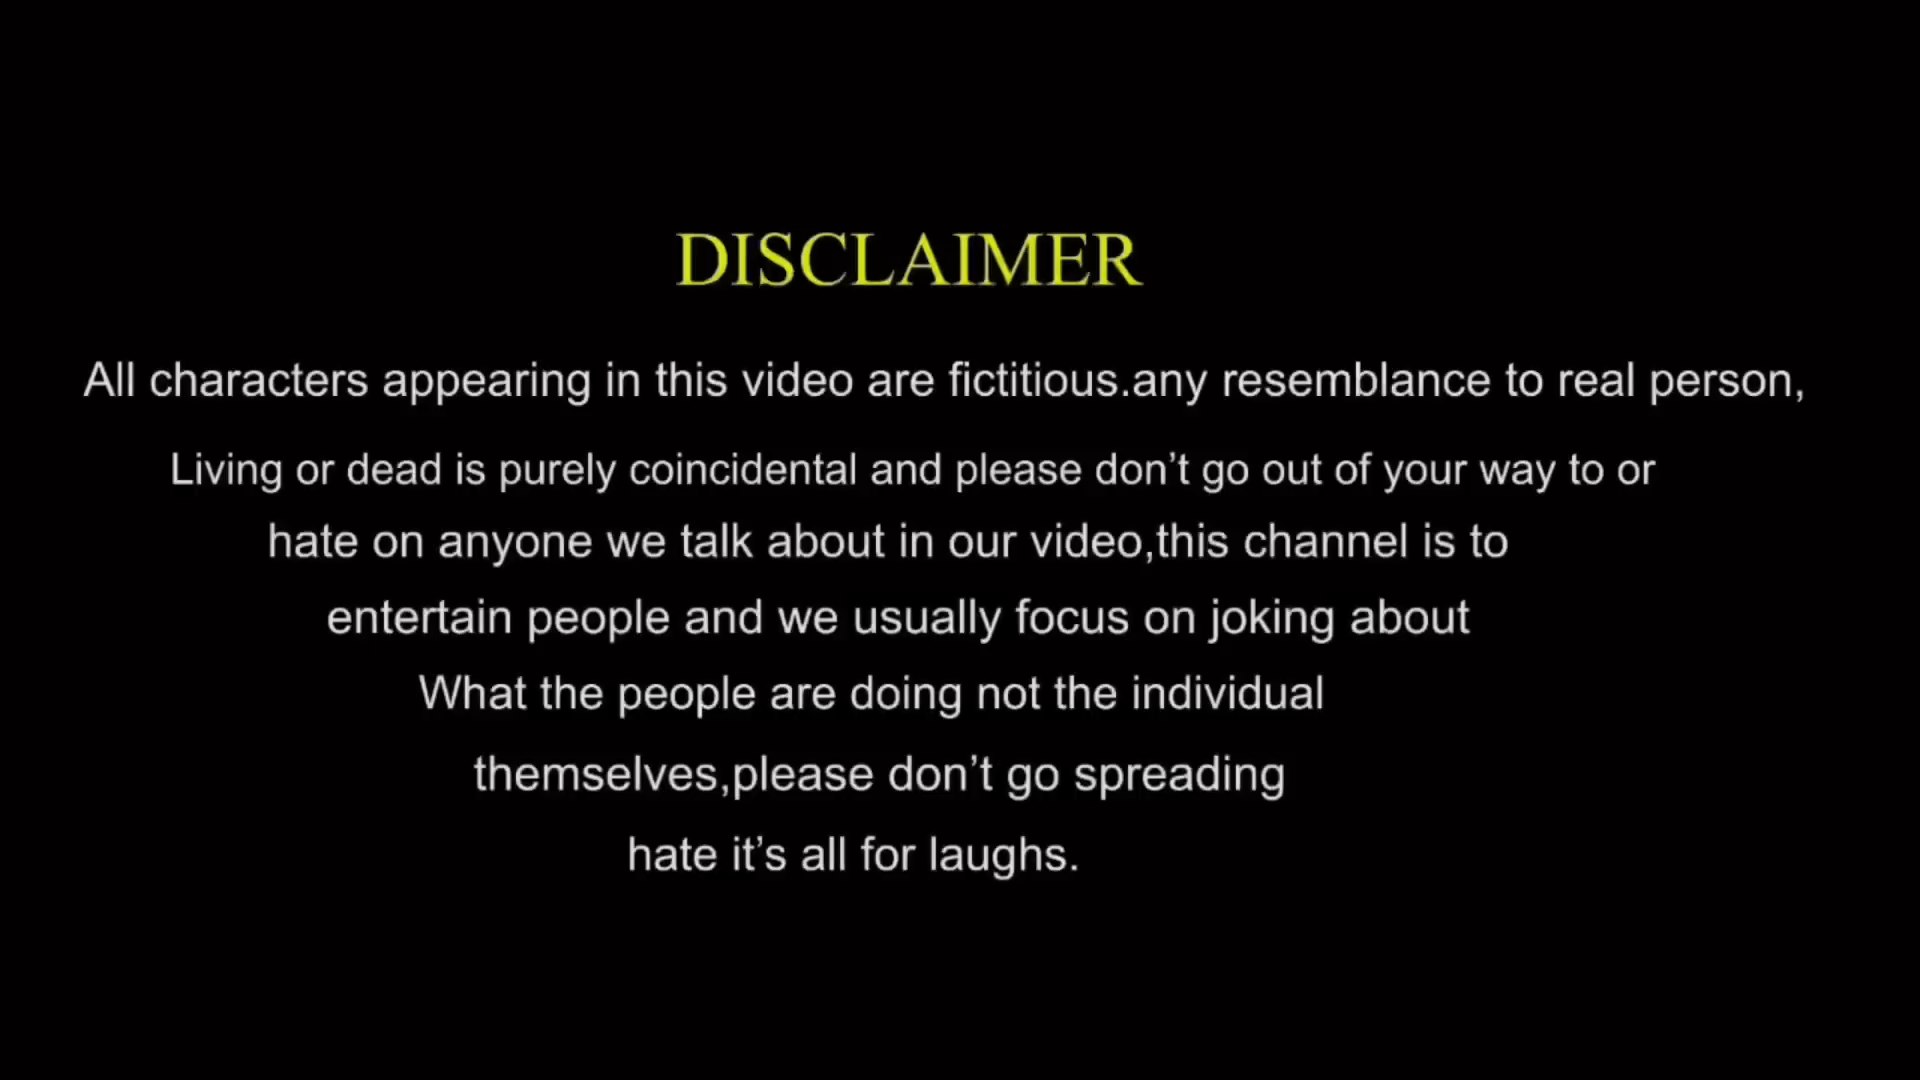 DISCLAIMER
All characters appearing in this video are fictitious.any resemblance to real person,
Living or dead is purely coincidental and please don’t go out of your way to or
hate on anyone we talk about in our video,this channel is to
entertain people and we usually focus on joking about
What the people are doing not the individual
themselves,please don’t go spreading
hate it’s all for laughs.